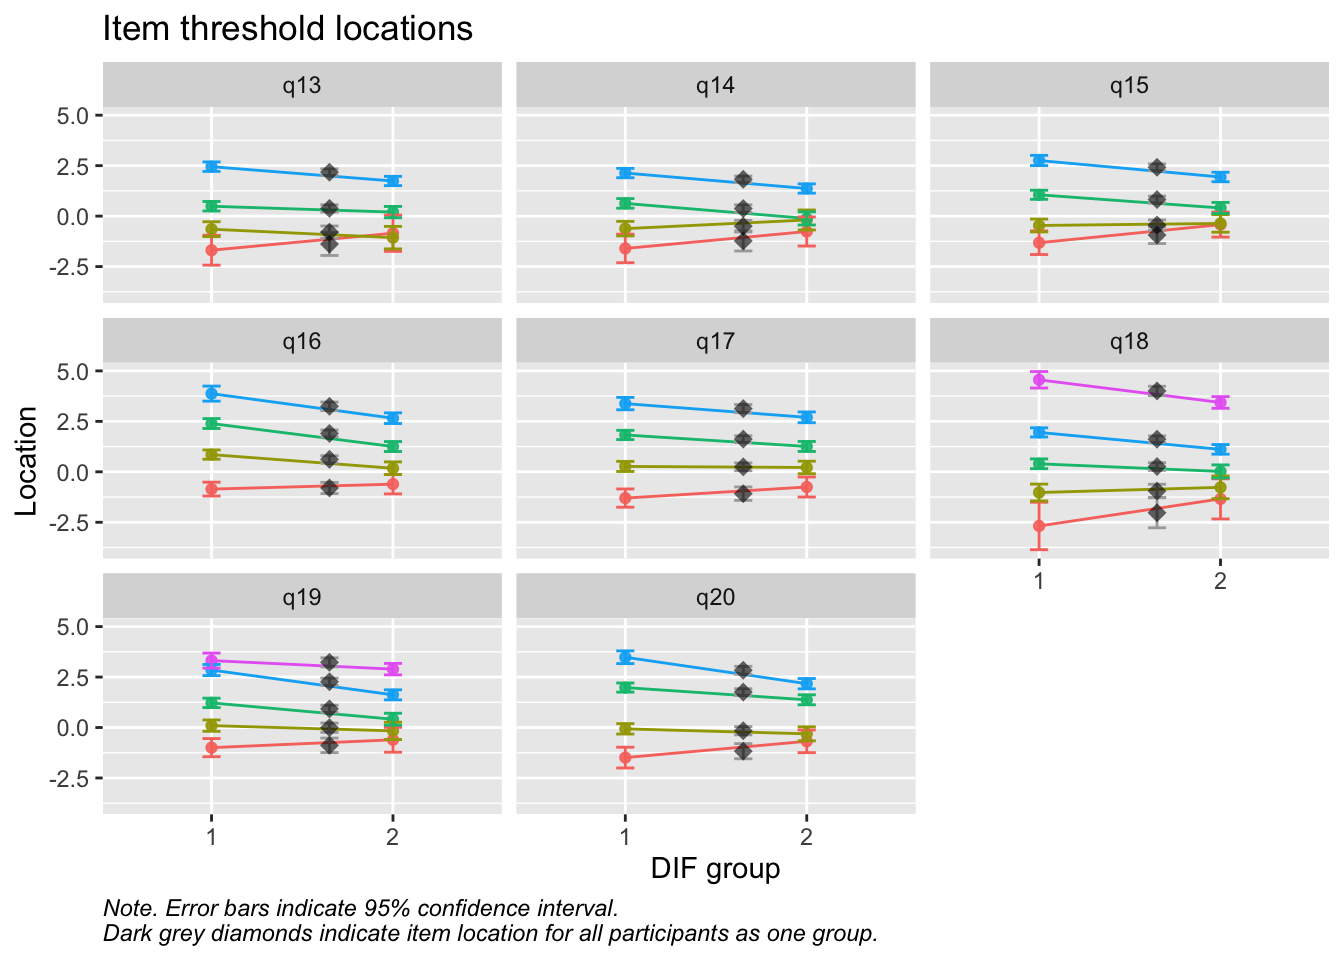 Item threshold locations
q13 q14 q15
5.0
2.5
0.0
-2.5
q16 q17 q18
5.0
2.5
0.0
-2.5
1 2
q19 q20
5.0
2.5
0.0
-2.5
1 2 1 2
Location
DIF group
Note. Error bars indicate 95% confidence interval.
Dark grey diamonds indicate item location for all participants as one group.